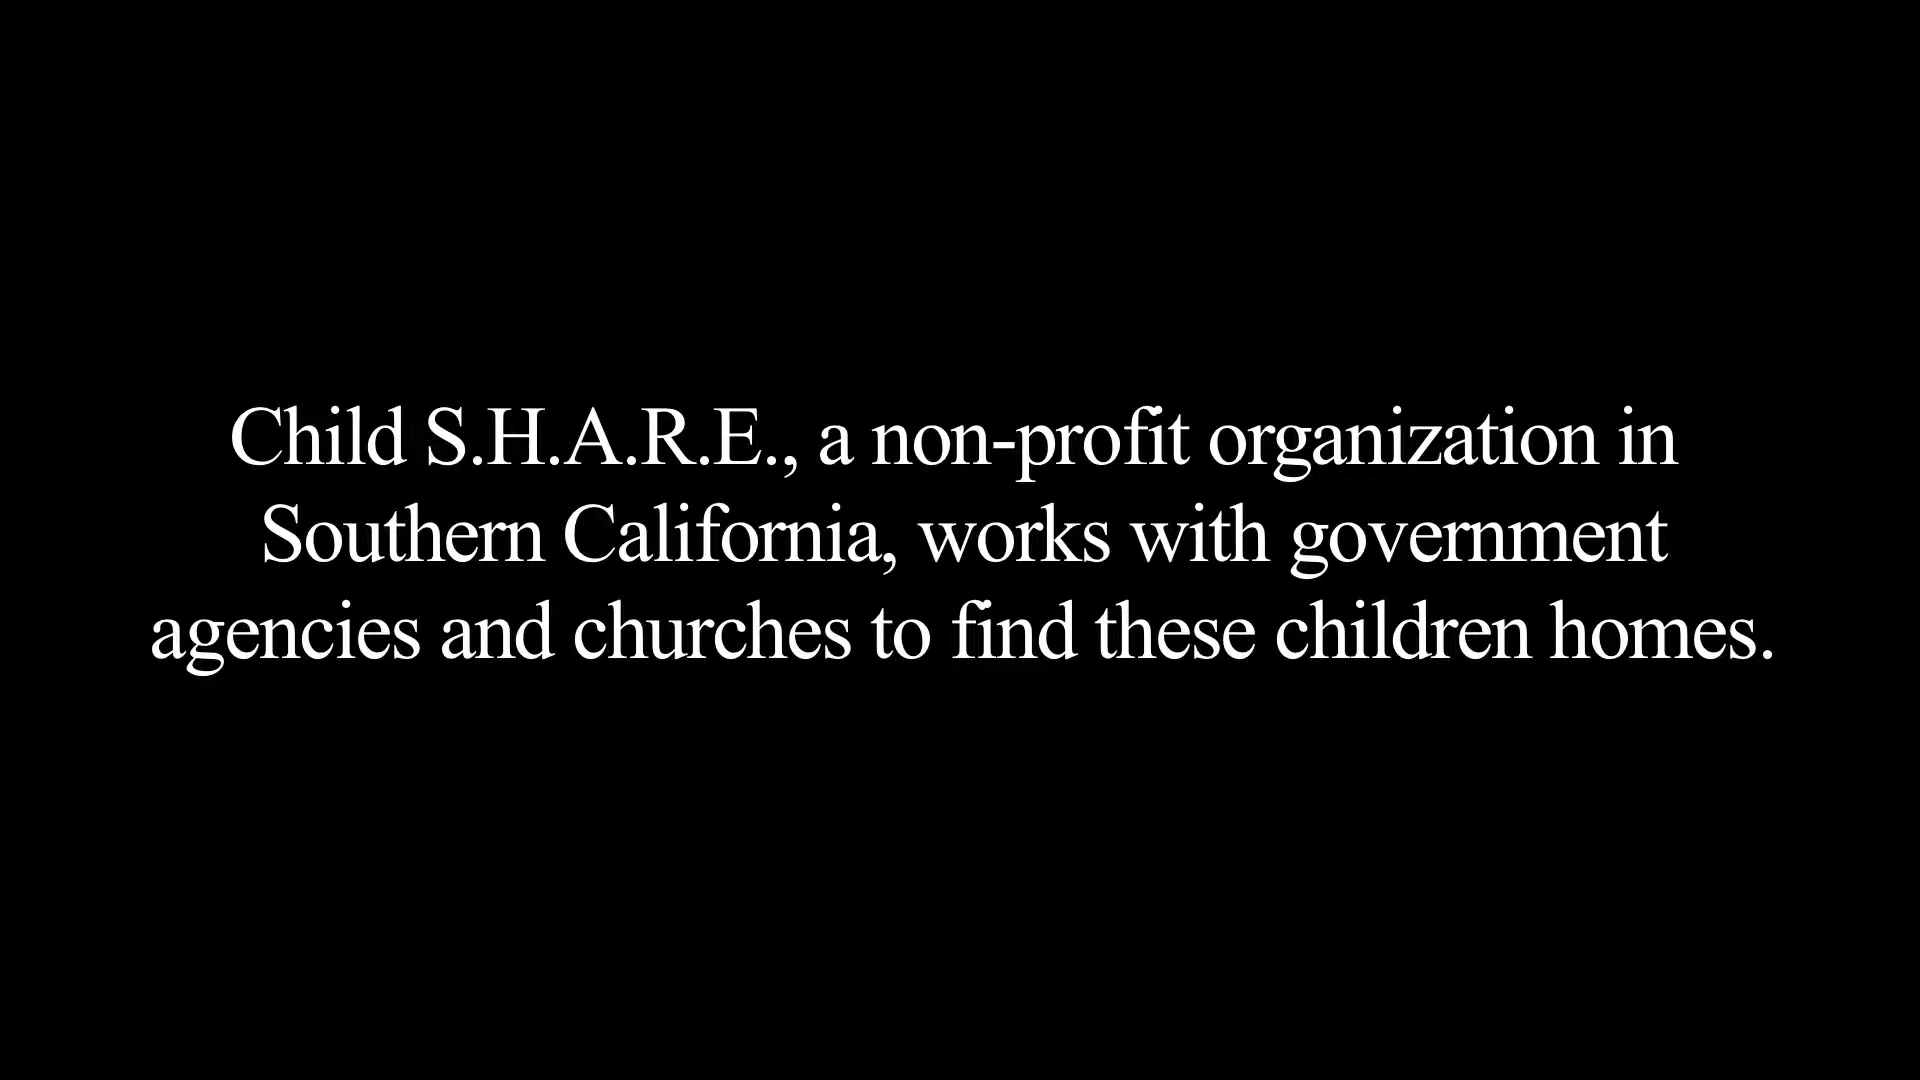 Child S.H.A.R.E., a non-profit organization in
Southern California, works with government
agencies and churches to find these children homes.